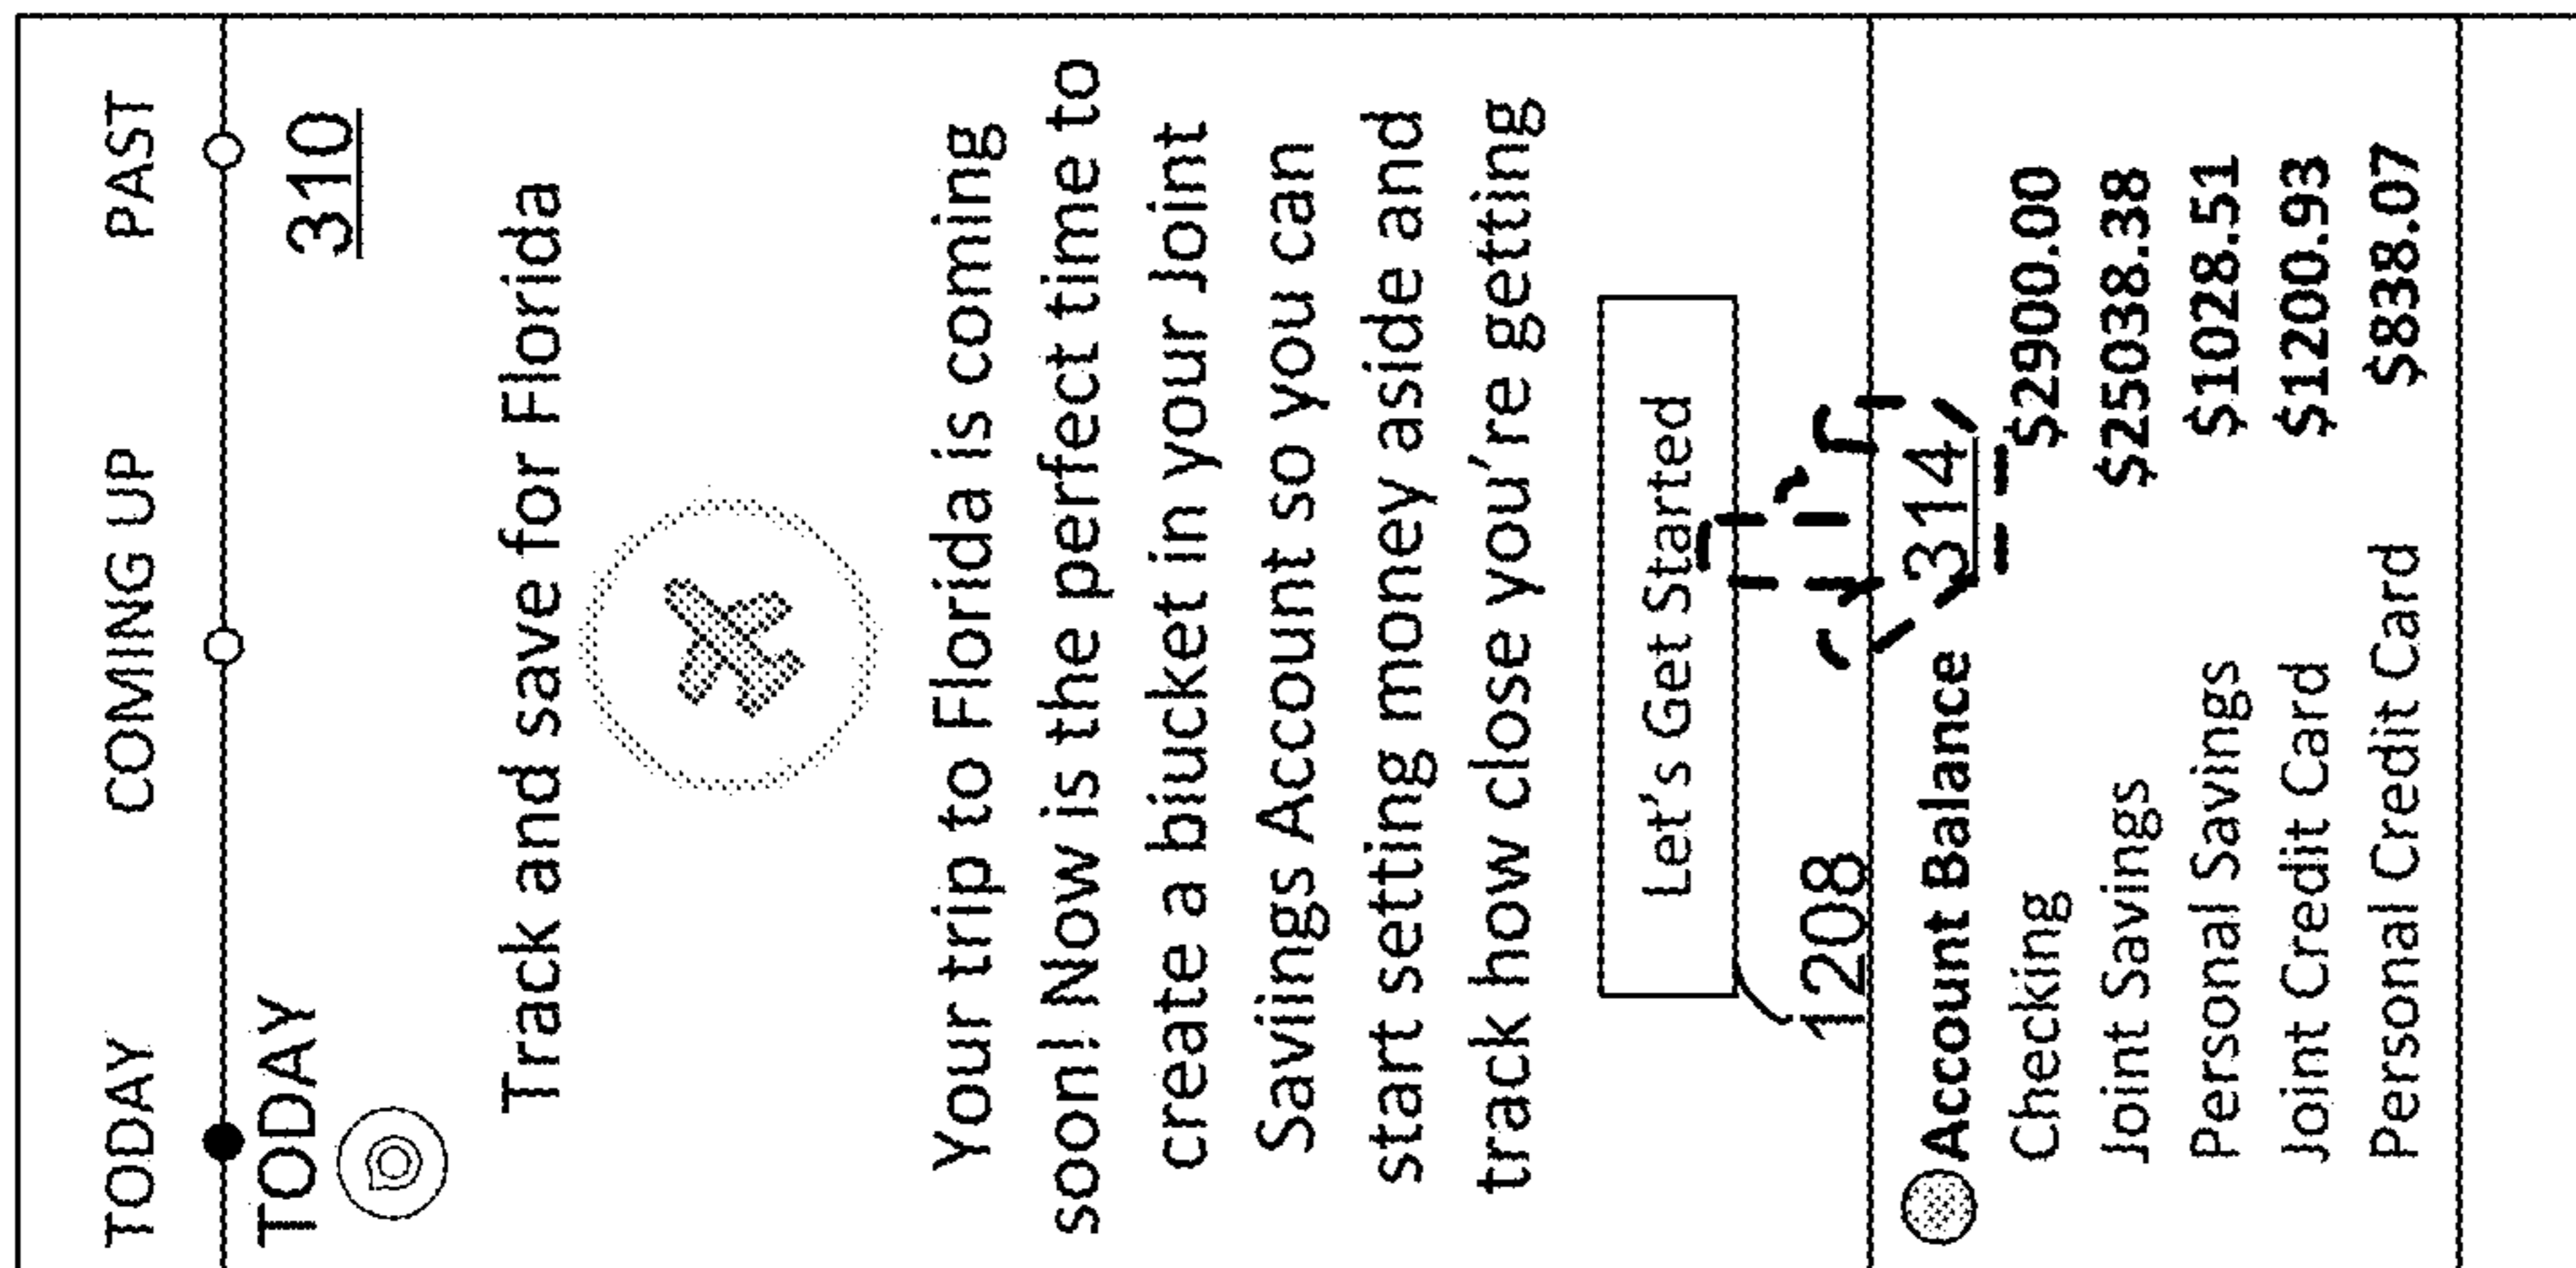 TODAY COMING UP PAST
TODAY 310
Track and save for Florida
Your trip to Florida is coming
soon! Now is the perfect time to
create a biucket in your Joint
Saviings Account so you can
start setting money aside and
track how close you're getting
Let's Get Started
1208
Account Balance 314
Checking $2900.00
Joint Savings $25038.38
Personal Savings $1028.51
Joint Credit Card $1200.93
Personal Credit Card $838.07